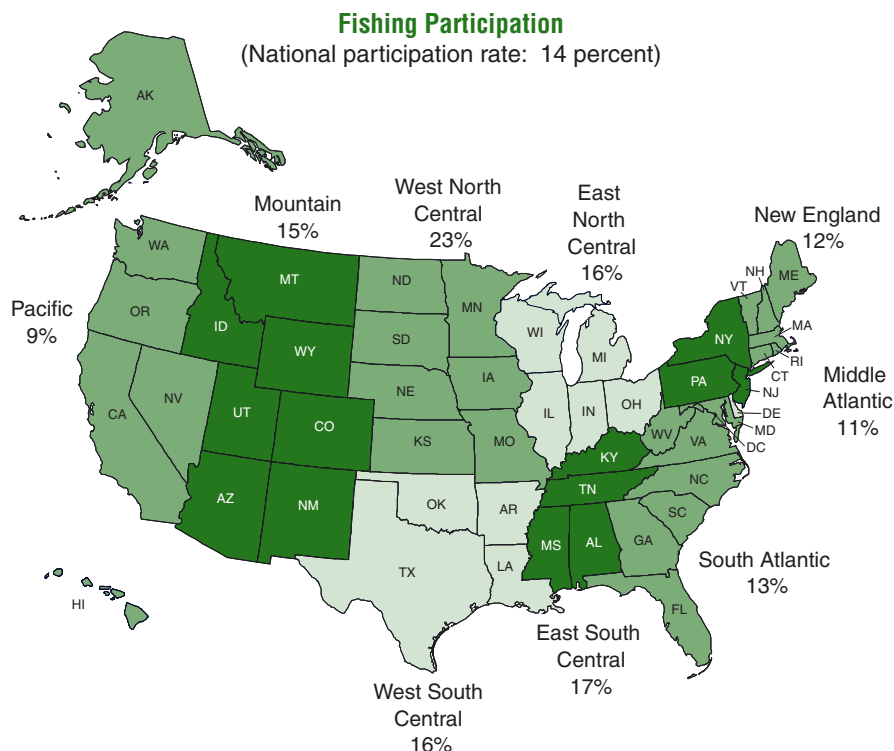 Fishing Participation
(National participation rate: 14 percent)
AK
Mountain
15%
West North
Central
23%
East
North
Central
16%
New England
12%
Pacific
9%
WA
OR
CA
NV
ID
MT
WY
UT
CO
AZ
NM
ND
SD
NE
KS
MN
IA
MO
WI
MI
IL
IN
OH
OK
AR
TX
LA
KY
TN
MS
AL
NY
PA
NJ
VT
NH
ME
MA
RI
CT
DE
MD
DC
WV
VA
NC
SC
GA
FL
HI
Middle
Atlantic
11%
South Atlantic
13%
East South
Central
17%
West South
Central
16%